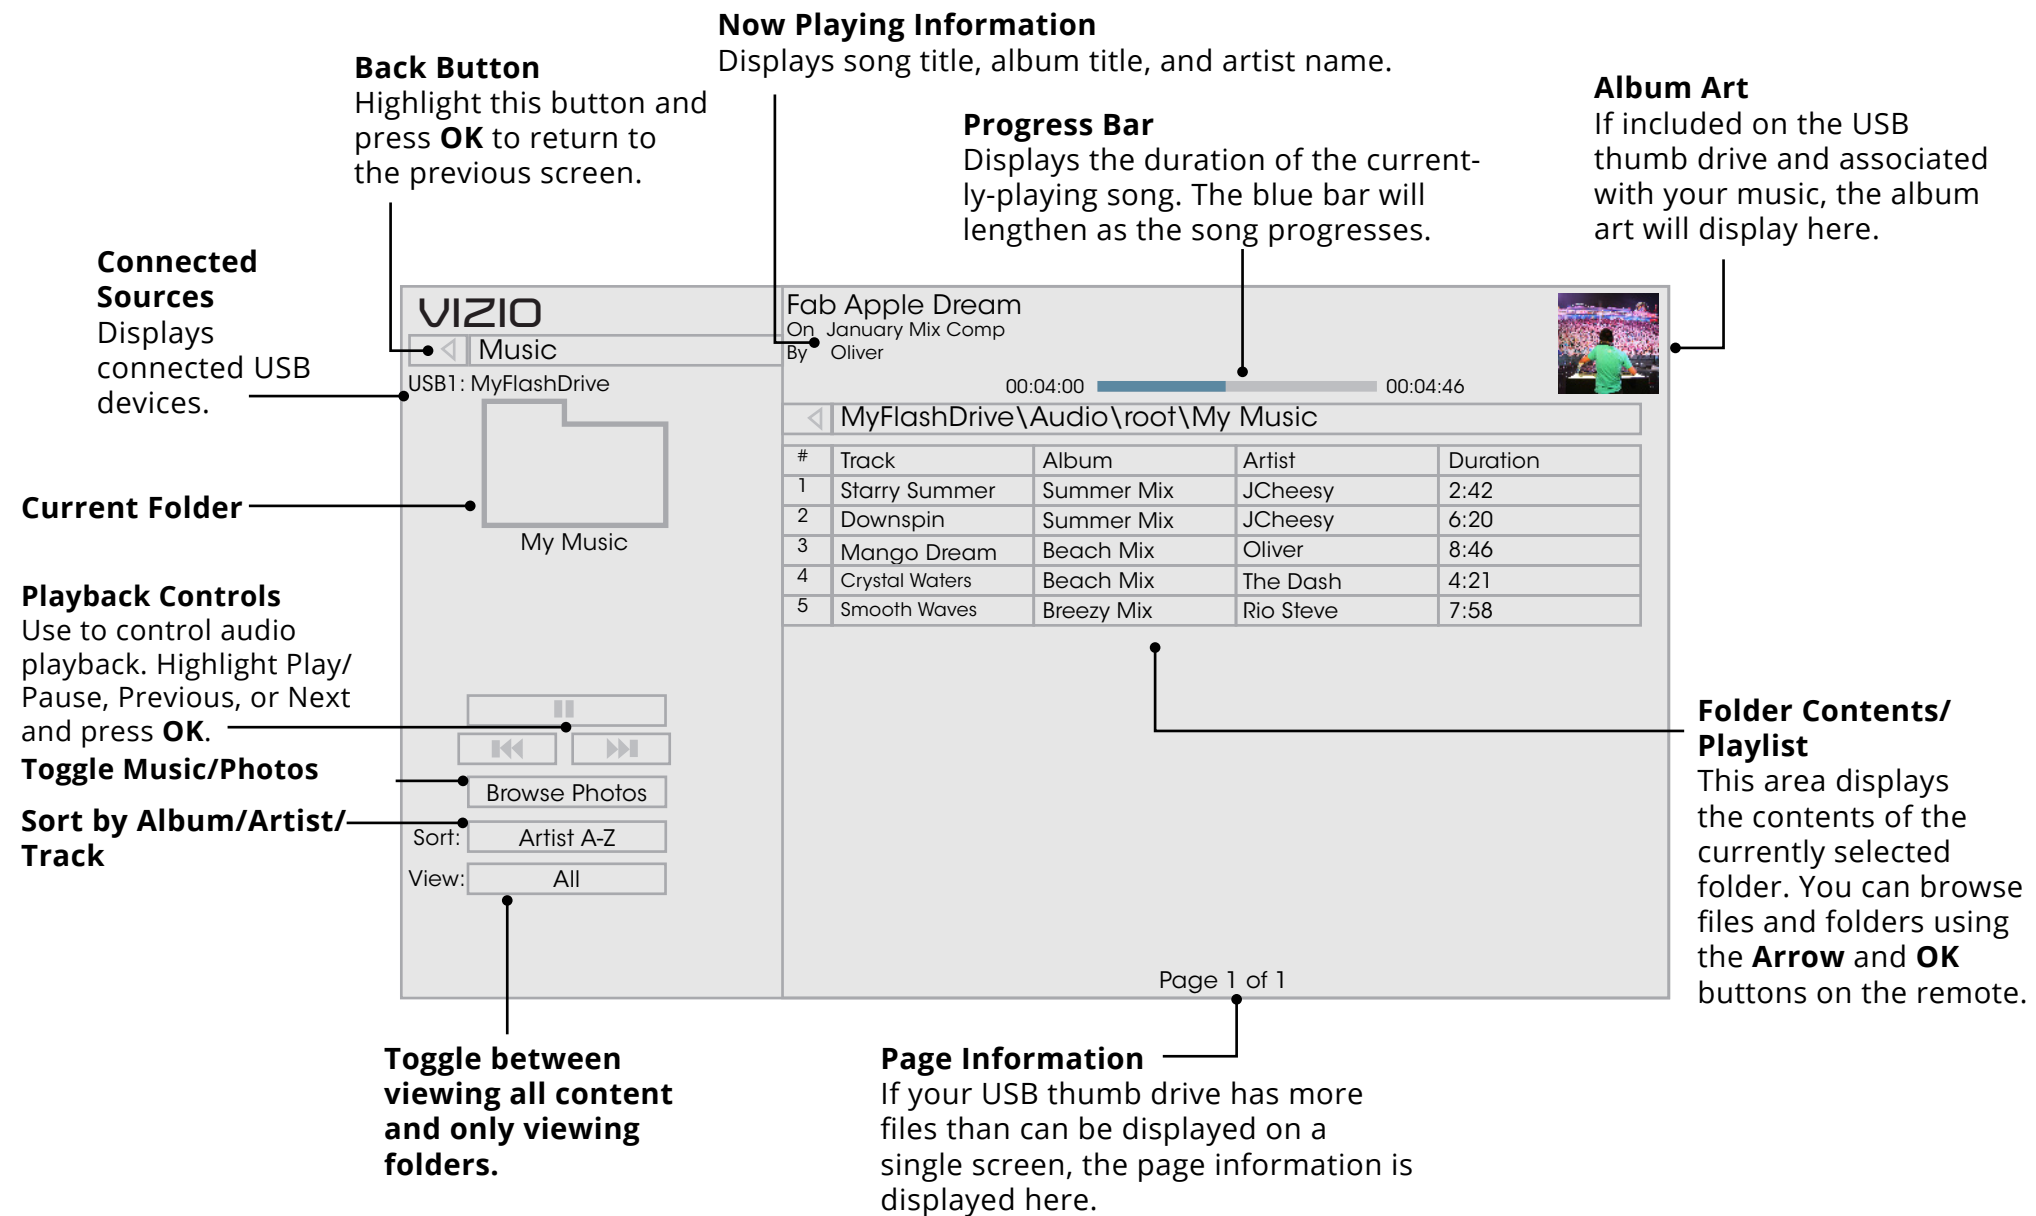 Now Playing Information
Displays song title, album title, and artist name.
Back Button
Highlight this button and
press OK to return to
the previous screen.
Progress Bar
Displays the duration of the current-
ly-playing song. The blue bar will
lengthen as the song progresses.
Album Art
If included on the USB
thumb drive and associated
with your music, the album
art will display here.
Connected
Sources
Displays
connected USB
devices.
Current Folder
Playback Controls
Use to control audio
playback. Highlight Play/
Pause, Previous, or Next
and press OK.
Toggle Music/Photos
Sort by Album/Artist/
Track
VIZIO
Music
USB1: MyFlashDrive
My Music
Browse Photos
Sort: Artist A-Z
View: All
Fab Apple Dream
On January Mix Comp
By Oliver
00:04:00 00:04:46
MyFlashDrive\Audio\root\My Music
# Track Album Artist Duration
1 Starry Summer Summer Mix JCheesy 2:42
2 Downspin Summer Mix JCheesy 6:20
3 Mango Dream Beach Mix Oliver 8:46
4 Crystal Waters Beach Mix The Dash 4:21
5 Smooth Waves Breezy Mix Rio Steve 7:58
Page 1 of 1
Folder Contents/
Playlist
This area displays
the contents of the
currently selected
folder. You can browse
files and folders using
the Arrow and OK
buttons on the remote.
Toggle between
viewing all content
and only viewing
folders.
Page Information
If your USB thumb drive has more
files than can be displayed on a
single screen, the page information is
displayed here.